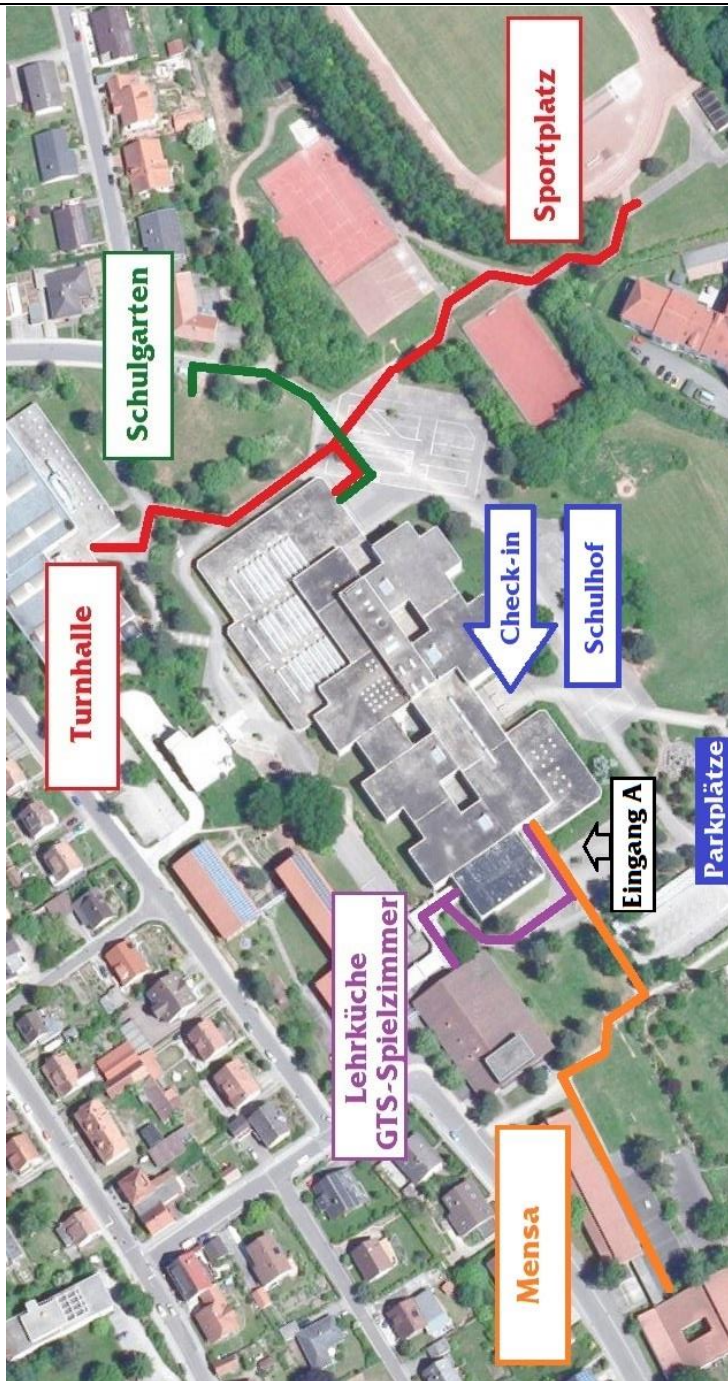 Mensa
Lehrküche
GTS-Spielzimmer
Eingang A
Parkplätze
Turnhalle
Check-in
Schulhof
Schulgarten
Sportplatz